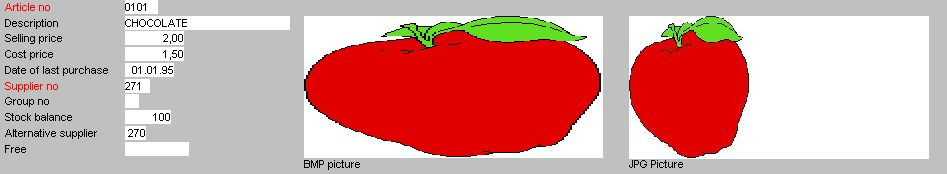 Article no 0101
Description CHOCOLATE
Selling price 2,00
Cost price 1,50
Date of last purchase 01.01.95
Supplier no 271
Group no
Stock balance 100
Alternative supplier 270
Free
BMP picture JPG Picture